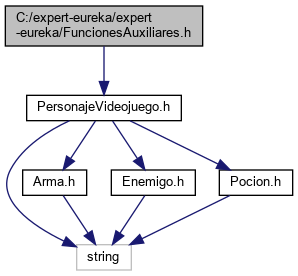 C:/expert-eureka/expert
-eureka/FuncionesAuxiliares.h
PersonajeVideojuego.h
Arma.h
Enemigo.h
Pocion.h
string